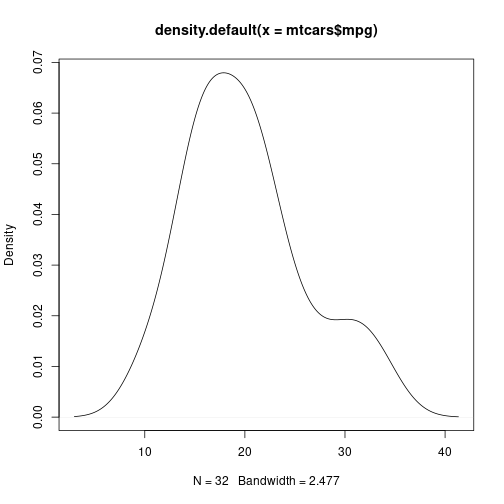 density.default(x = mtcars$mpg)
0.07
0.06
0.05
0.04
0.03
0.02
0.01
0.00
Density
10 20 30 40
N = 32 Bandwidth = 2.477